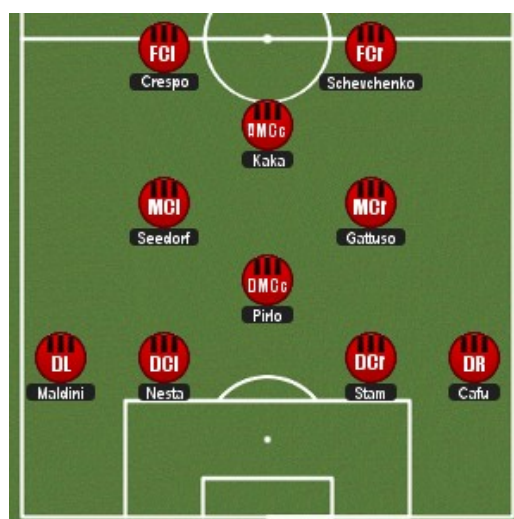 FCl
FCr
Crespo
Schevchenko
AMCc
Kaka
MCl
MCr
Seedorf
Gattuso
DMCc
Pirlo
DL
DCl
DCr
DR
Maldini
Nesta
Stam
Cafu